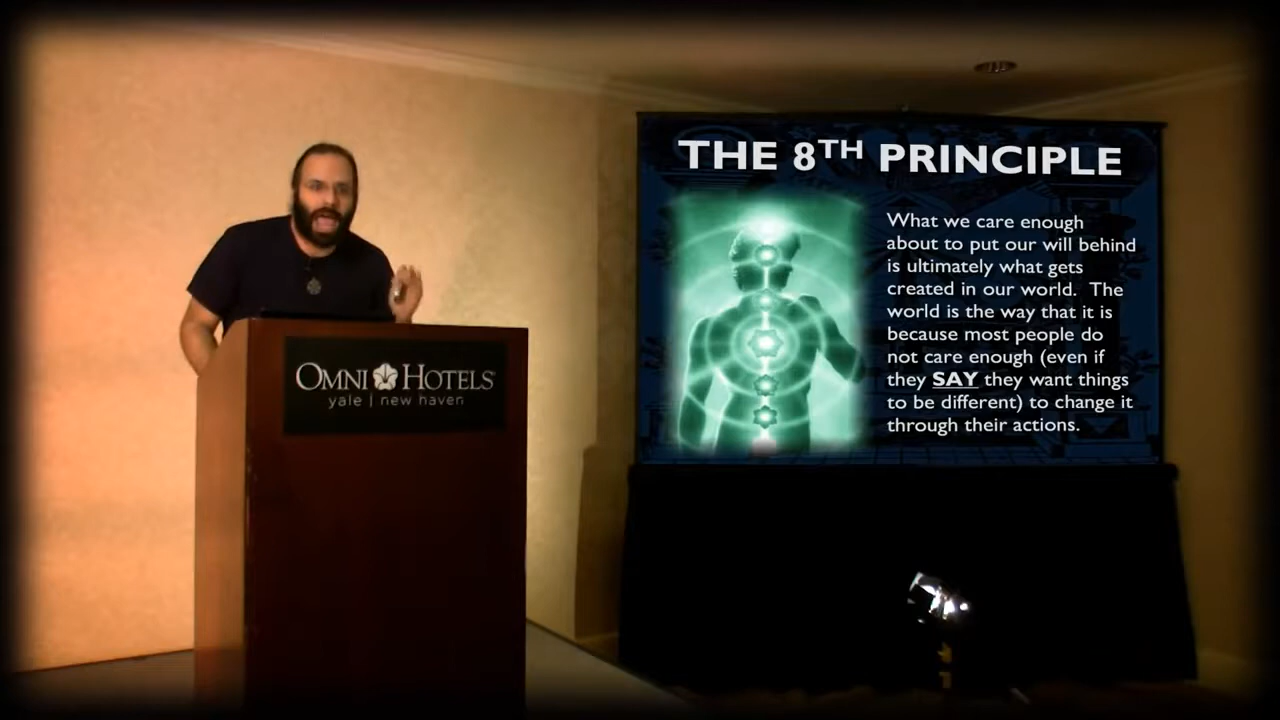 THE 8TH PRINCIPLE
What we care enough
about to put our will behind
is ultimately what gets
created in our world. The
world is the way that it is
because most people do
not care enough (even if
they SAY they want things
to be different) to change it
through their actions.
OMNI HOTELS®
yale | new haven